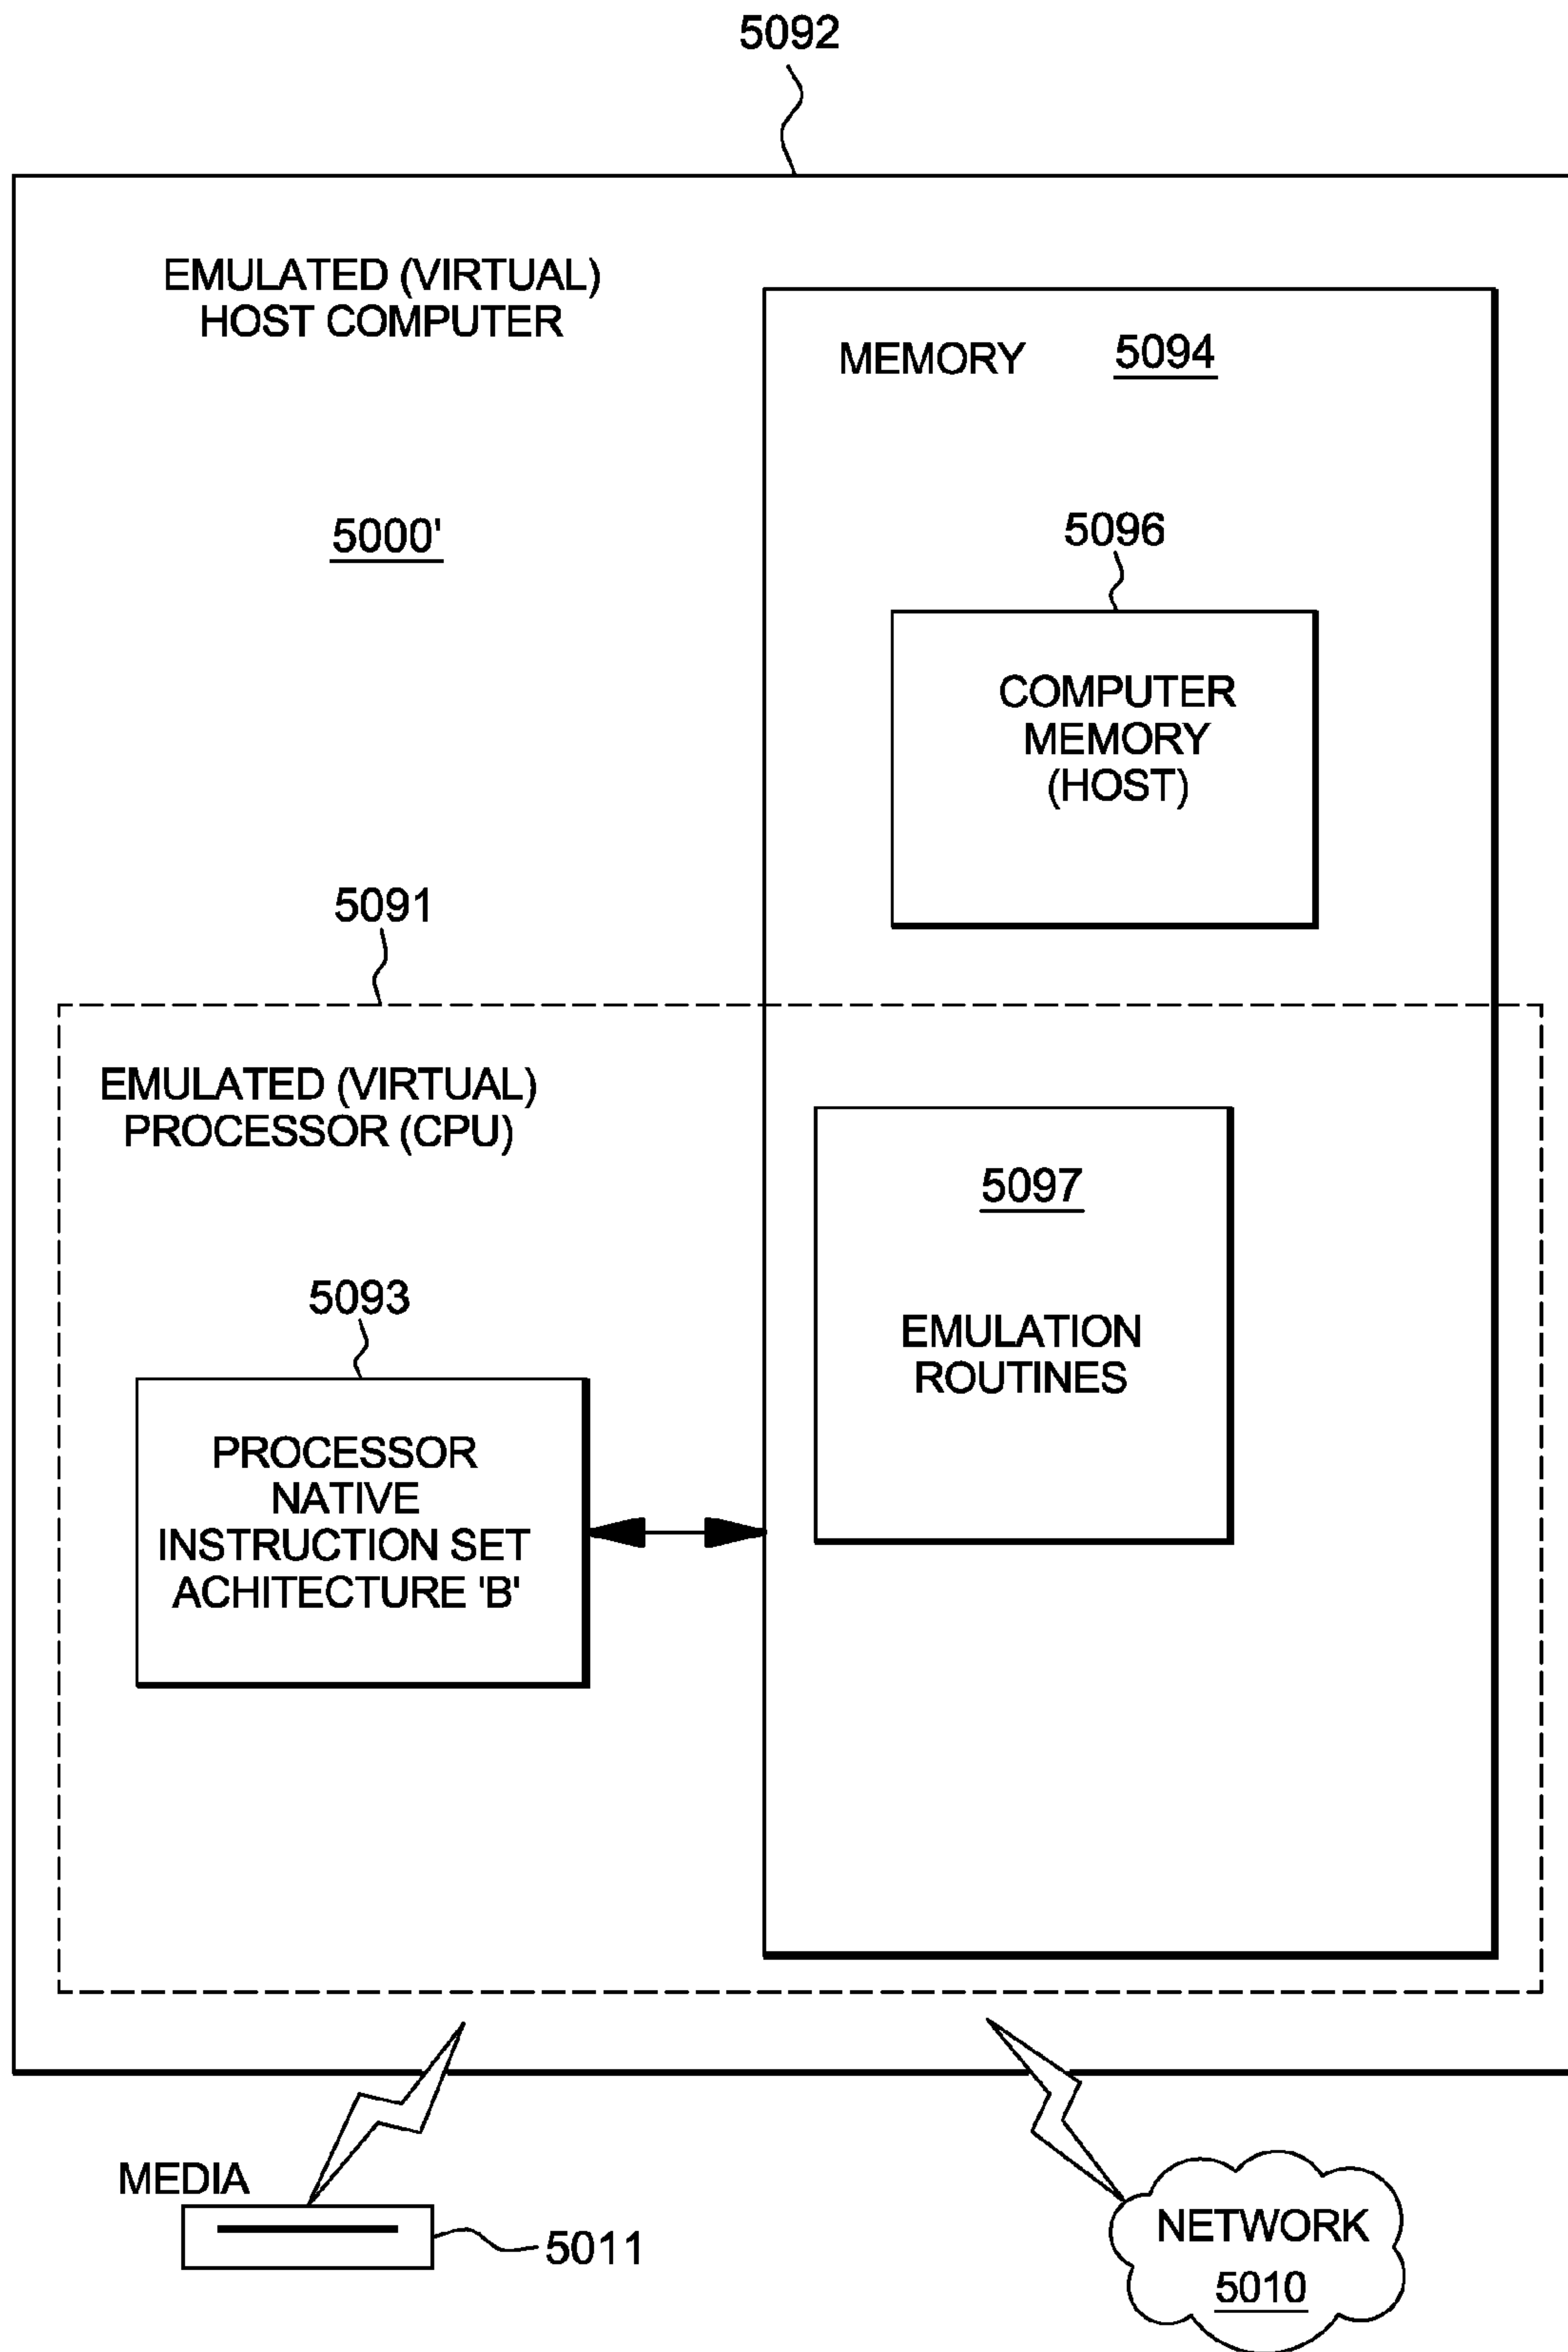 5092
EMULATED (VIRTUAL)
HOST COMPUTER
MEMORY 5094
5000'
5096
COMPUTER
MEMORY
(HOST)
5091
EMULATED (VIRTUAL)
PROCESSOR (CPU)
5097
EMULATION
ROUTINES
5093
PROCESSOR
NATIVE
INSTRUCTION SET
ACHITECTURE 'B'
MEDIA
5011
NETWORK
5010